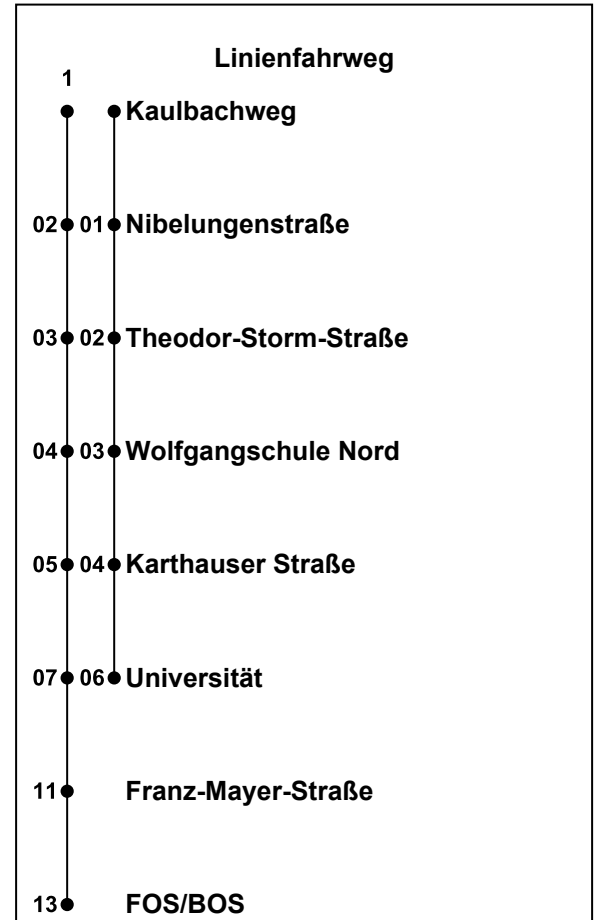 Linienfahrweg
1
Kaulbachweg
02 01 Nibelungenstraße
03 02 Theodor-Storm-Straße
04 03 Wolfgangschule Nord
05 04 Karthauser Straße
07 06 Universität
11 Franz-Mayer-Straße
13 FOS/BOS